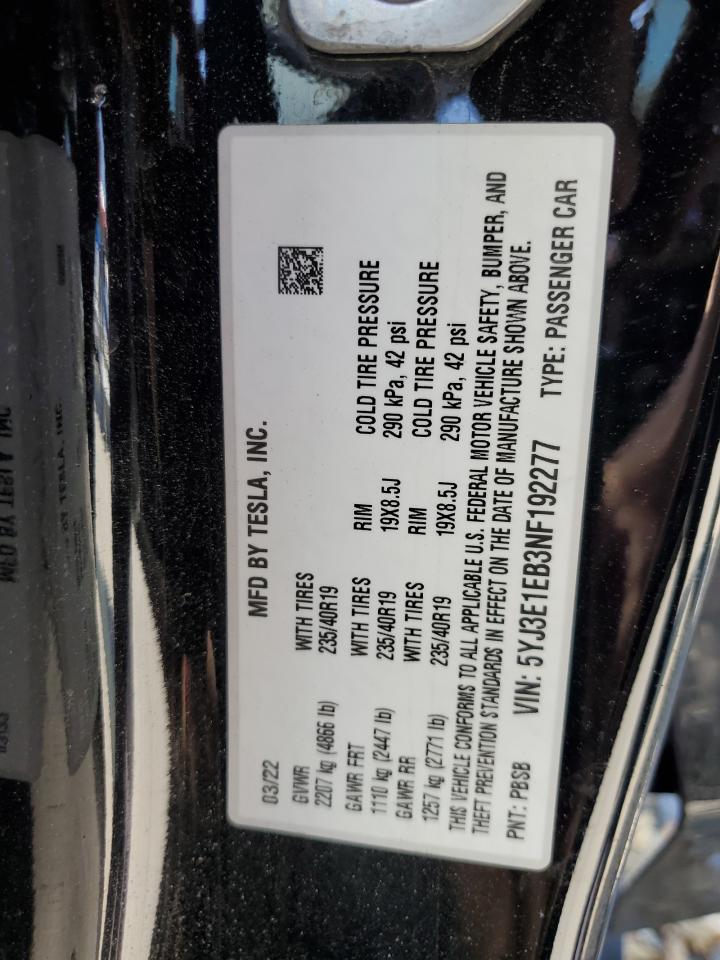 MFD BY TESLA, INC.
03/22
GVWR WITH TIRES
2207 kg (4866 lb) 235/40R19
GAWR FRT WITH TIRES RIM COLD TIRE PRESSURE
1110 kg (2447 lb) 235/40R19 19X8.5J 290 kPa, 42 psi
GAWR RR WITH TIRES RIM COLD TIRE PRESSURE
1257 kg (2771 lb) 235/40R19 19X8.5J 290 kPa, 42 psi
THIS VEHICLE CONFORMS TO ALL APPLICABLE U.S. FEDERAL MOTOR VEHICLE SAFETY, BUMPER, AND
THEFT PREVENTION STANDARDS IN EFFECT ON THE DATE OF MANUFACTURE SHOWN ABOVE.
PNT: PBSB VIN: 5YJ3E1EB3NF192277 TYPE: PASSENGER CAR